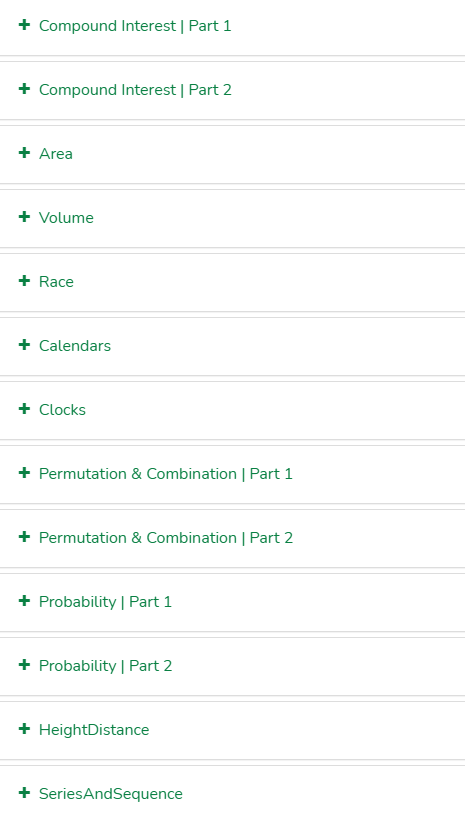 Compound Interest | Part 1
Compound Interest | Part 2
Area
Volume
Race
Calendars
Clocks
Permutation & Combination | Part 1
Permutation & Combination | Part 2
Probability | Part 1
Probability | Part 2
HeightDistance
SeriesAndSequence